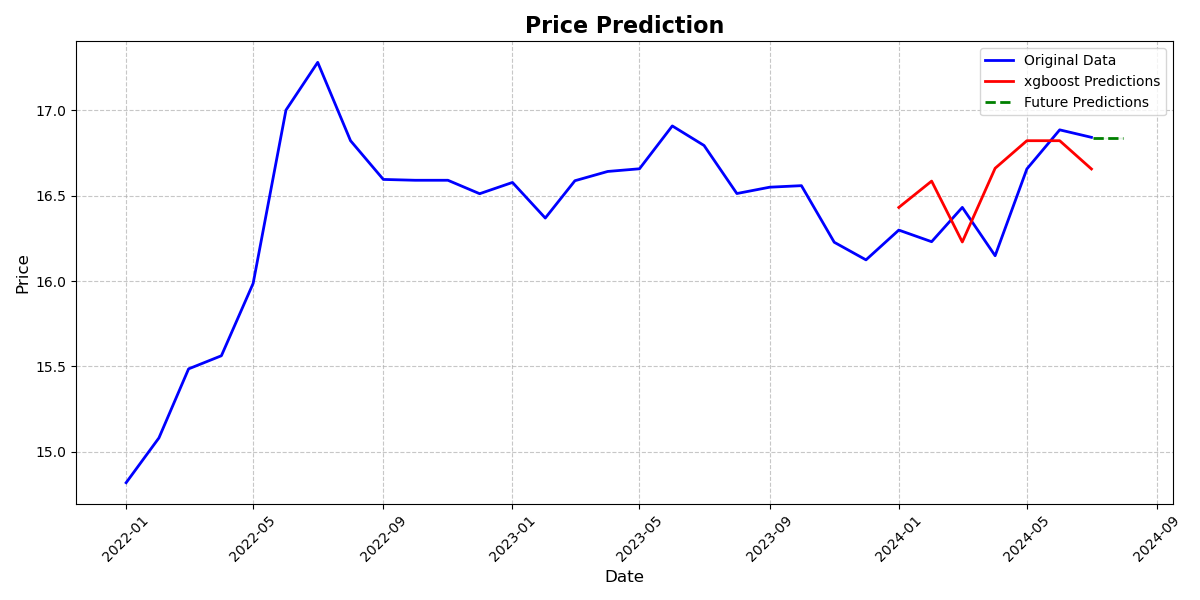 Price Prediction
Original Data
xgboost Predictions
Future Predictions
Price
17.0
16.5
16.0
15.5
15.0
2022-01
2022-05
2022-09
2023-01
2023-05
2023-09
2024-01
2024-05
2024-09
Date